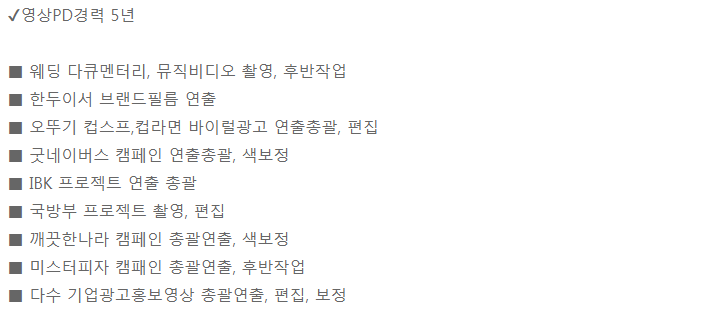 ✓영상PD경력 5년
■ 웨딩 다큐멘터리, 뮤직비디오 촬영, 후반작업
■ 한두이서 브랜드필름 연출
■ 오뚜기 컵스프,컵라면 바이럴광고 연출총괄, 편집
■ 굿네이버스 캠페인 연출총괄, 색보정
■ IBK 프로젝트 연출 총괄
■ 국방부 프로젝트 촬영, 편집
■ 깨끗한나라 캠페인 총괄연출, 색보정
■ 미스터피자 캠패인 총괄연출, 후반작업
■ 다수 기업광고홍보영상 총괄연출, 편집, 보정